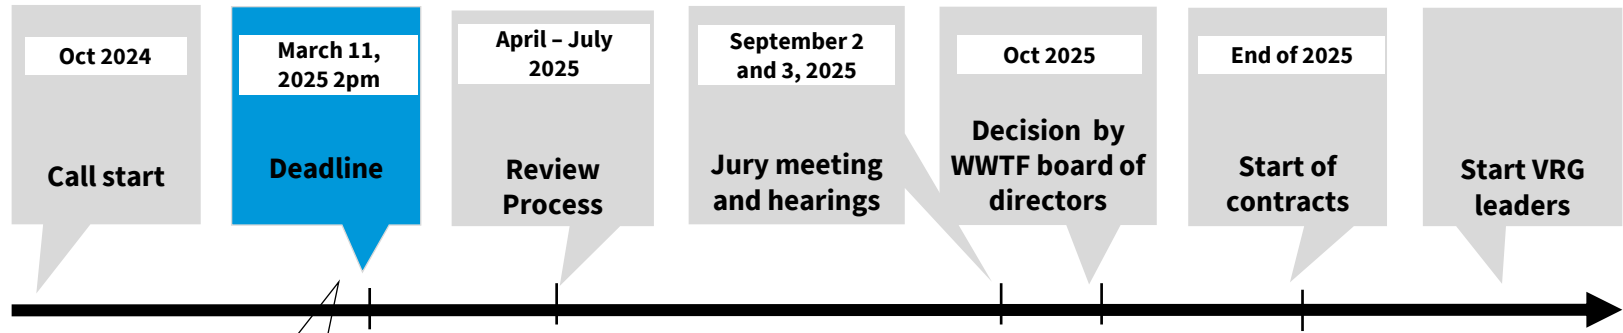 Oct 2024
Call start
March 11,
2025 2pm
Deadline
April – July
2025
Review
Process
September 2
and 3, 2025
Jury meeting
and hearings
Oct 2025
Decision by
WWTF board of
directors
End of 2025
Start of
contracts
Start VRG
leaders